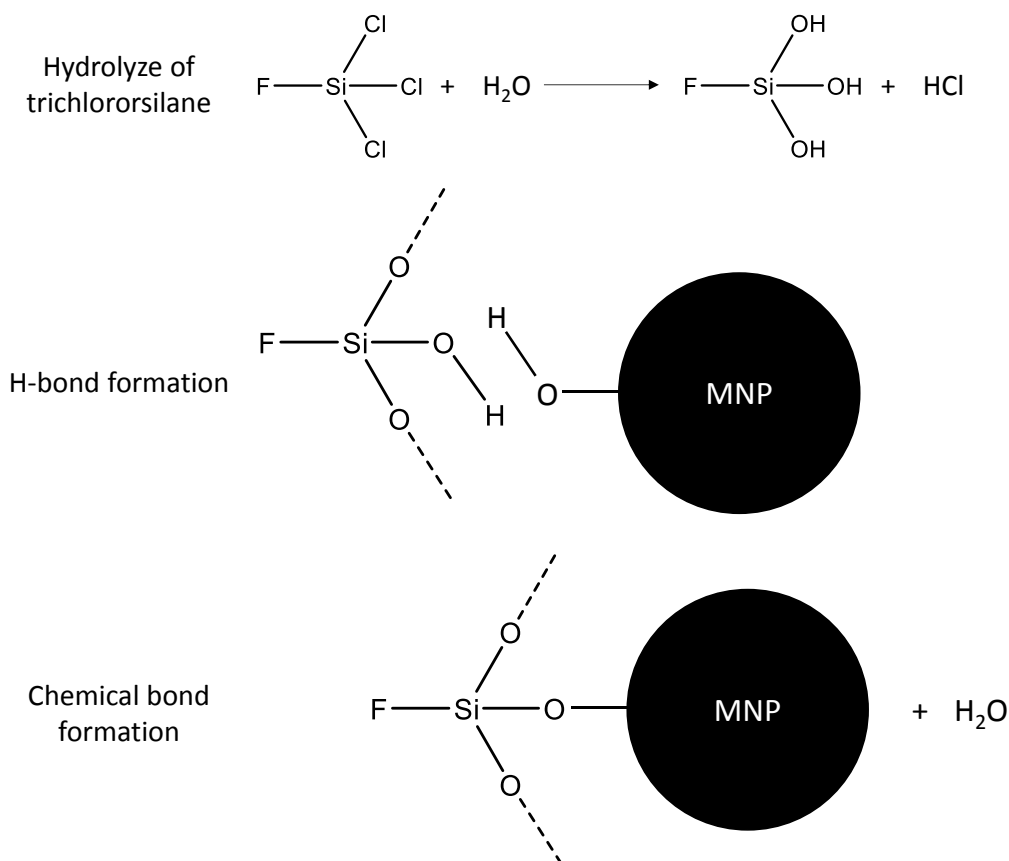 Hydrolyze of
trichlororsilane
Cl
F Si Cl + H₂O
Cl
OH
F Si OH + HCl
OH
H-bond formation
O
F Si O
H
O
H
O
MNP
Chemical bond
formation
O
F Si O
O
MNP
+ H₂O